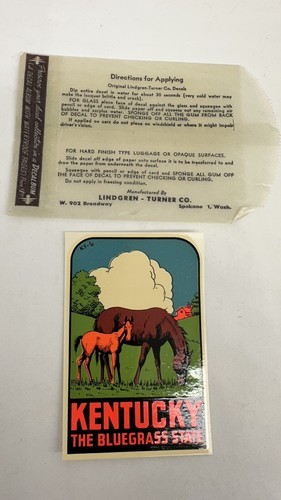 Directions for Applying
Original Lindgren-Turner Co. Decals
Dip entire decal in water for about 30 seconds (very cold water may
make the lacquer brittle and
FOR GLASS place face of decal against the glass and squeegee with
pencil or edge of card. Slide paper off and squeeze out any remaining air
bubbles and surplus water. SPONGE OFF ALL THE GUM FROM BACK
OF DECAL TO PREVENT CHECKING OR CURLING.
If applied on cars do not place on windshield or where it might impair
driver's vision.
FOR HARD FINISH TYPE LUGGAGE OR OPAQUE SURFACES.
Slide decal off edge of paper onto surface it is to be transferred to and
draw the paper from underneath the decal.
Squeegee with pencil or edge of card and SPONGE ALL GUM OFF
THE FACE OF DECAL TO PREVENT CHECKING OR CURLING.
Do not apply in freezing condition.
Manufactured By
LINDGREN - TURNER CO.
W. 902 Broadway Spokane 1, Wash.
Preserve your decal collection in a DECALBUM
KY-6
KENTUCKY
THE BLUEGRASS STATE